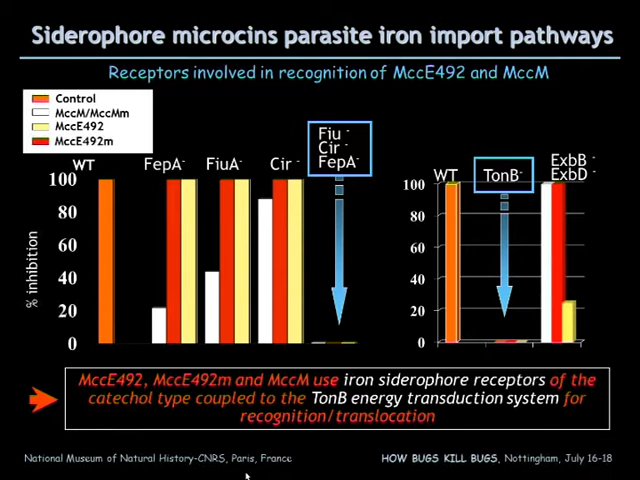 Siderophore microcins parasite iron import pathways
Receptors involved in recognition of MccE492 and MccM
Control
MccM/MccMm
MccE492
MccE492m
WT
FepA-
FiuA-
Cir -
Fiu -
Cir -
FepA-
WT
TonB-
ExbB -
ExbD -
% inhibition
100
80
60
40
20
0
100
80
60
40
20
0
MccE492, MccE492m and MccM use iron siderophore receptors of the
catechol type coupled to the TonB energy transduction system for
recognition/translocation
National Museum of Natural History-CNRS, Paris, France
HOW BUGS KILL BUGS, Nottingham, July 16-18